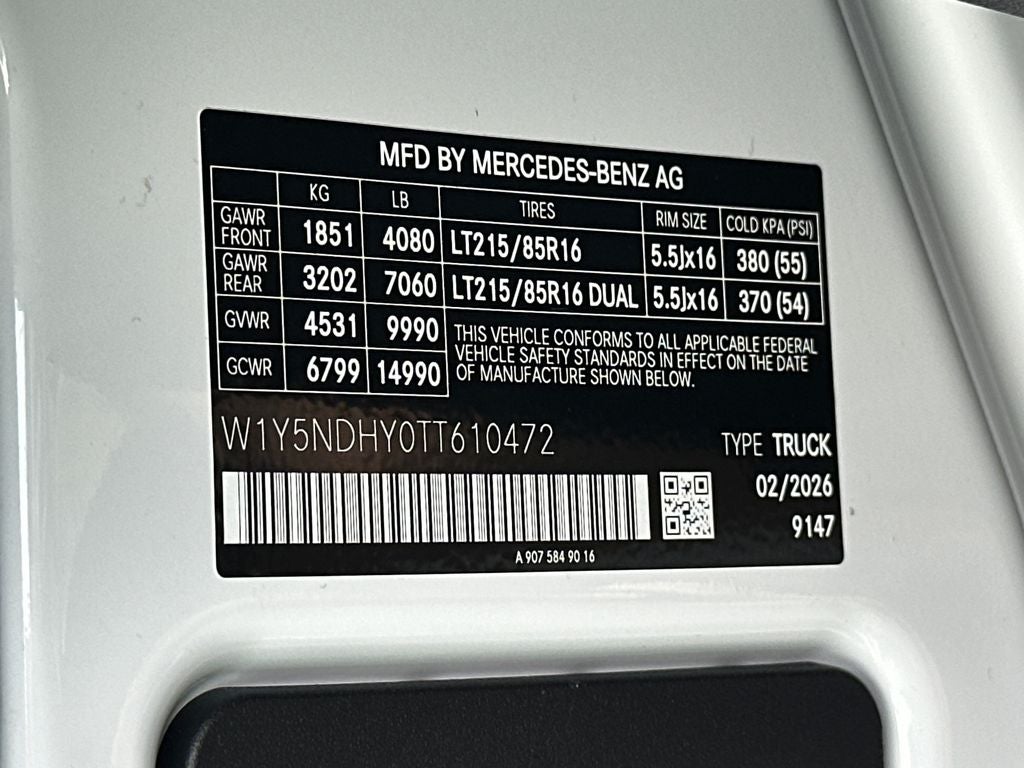 MFD BY MERCEDES-BENZ AG
KG LB TIRES RIM SIZE COLD KPA (PSI)
GAWR FRONT 1851 4080 LT215/85R16 5.5Jx16 380 (55)
GAWR REAR 3202 7060 LT215/85R16 DUAL 5.5Jx16 370 (54)
GVWR 4531 9990
GCWR 6799 14990
THIS VEHICLE CONFORMS TO ALL APPLICABLE FEDERAL
VEHICLE SAFETY STANDARDS IN EFFECT ON THE DATE
OF MANUFACTURE SHOWN BELOW.
W1Y5NDHY0TT610472
TYPE TRUCK
02/2026
9147
A 907 584 90 16